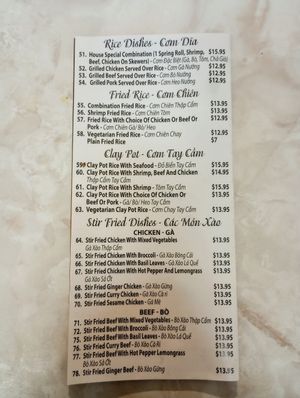 Rice Dishes - Cơm Dĩa
51. House Special Combination (1 Spring Roll, Shrimp, $15.95
Beef, Chicken On Skewers) - Cơm Đặc Biệt (Gà, Bò, Tôm, Chả Giò)
52. Grilled Chicken Served Over Rice - Cơm Gà Nướng $12.95
53. Grilled Beef Served Over Rice - Cơm Bò Nướng $12.95
54. Grilled Pork Served Over Rice - Cơm Heo Nướng $12.95
Fried Rice - Cơm Chiên
55. Combination Fried Rice - Cơm Chiên Thập Cẩm $13.95
56. Shrimp Fried Rice - Cơm Chiên Tôm $13.95
57. Fried Rice With Choice Of Chicken Or Beef Or $13.95
Pork - Cơm Chiên Gà/ Bò/ Heo
58. Vegetarian Fried Rice - Cơm Chiên Chay $12.95
Plain Fried Rice $7
Clay Pot - Cơm Tay Cầm
59 Clay Pot Rice With Seafood - Đồ Biển Tay Cầm $15.95
60. Clay Pot Rice With Shrimp, Beef And Chicken $14.95
Thập Cẩm Tay Cầm
61. Clay Pot Rice With Shrimp - Tôm Tay Cầm $15.95
62. Clay Pot Rice With Choice Of Chicken Or $13.95
Beef Or Pork - Gà/ Bò/ Heo Tay Cầm
63. Vegetarian Clay Pot Rice - Cơm Chay Tay Cầm $13.95
Stir Fried Dishes - Các Món Xào
CHICKEN - GÀ
64. Stir Fried Chicken With Mixed Vegetables $13.95
Gà Xào Thập Cẩm
65. Stir Fried Chicken With Broccoli - Gà Xào Bông Cải $13.95
66. Stir Fried Chicken With Basil Leaves - Gà Xào Lá Quế $13.95
67. Stir Fried Chicken With Hot Pepper And Lemongrass $13.95
Gà Xào Sả Ớt
68. Stir Fried Ginger Chicken - Gà Xào Gừng $13.95
69. Stir Fried Curry Chicken - Gà Xào Cà ri $13.95
70. Stir Fried Sesame Chicken - Gà Xào Mè $13.95
BEEF - BÒ
71. Stir Fried Beef With Mixed Vegetables - Bò Xào Thập Cẩm $13.95
72. Stir Fried Beef With Broccoli - Bò Xào Bông Cải $13.95
75. Stir Fried Beef With Basil Leaves - Bò Xào Lá Quế $13.95
76. Stir Fried Curry Beef - Bò Xào Cà Ri $13.95
77. Stir Fried Beef With Hot Pepper Lemongrass $13.95
Bò Xào Sả Ớt
78. Stir Fried Ginger Beef - Bò Xào Gừng $13.95